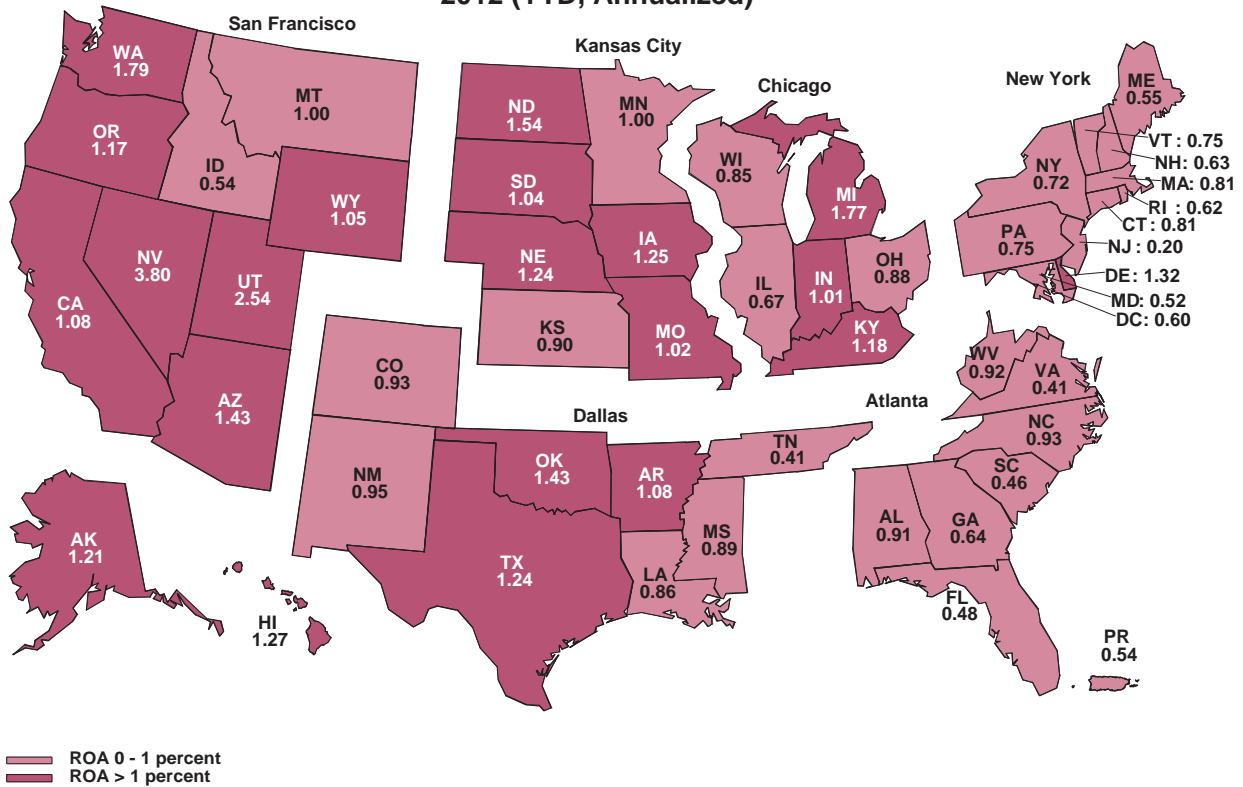 2012 (YTD, Annualized)
San Francisco
Kansas City
Chicago
New York
Dallas
Atlanta
WA
1.79
OR
1.17
CA
1.08
NV
3.80
ID
0.54
MT
1.00
WY
1.05
UT
2.54
AZ
1.43
AK
1.21
HI
1.27
ND
1.54
SD
1.04
NE
1.24
KS
0.90
MN
1.00
IA
1.25
MO
1.02
CO
0.93
NM
0.95
OK
1.43
TX
1.24
AR
1.08
LA
0.86
MS
0.89
TN
0.41
WI
0.85
MI
1.77
IL
0.67
IN
1.01
OH
0.88
KY
1.18
ME
0.55
NY
0.72
PA
0.75
VT : 0.75
NH: 0.63
MA: 0.81
RI : 0.62
CT: 0.81
NJ: 0.20
DE: 1.32
MD: 0.52
DC: 0.60
WV
0.92
VA
0.41
NC
0.93
SC
0.46
AL
0.91
GA
0.64
FL
0.48
PR
0.54
ROA 0 - 1 percent
ROA > 1 percent